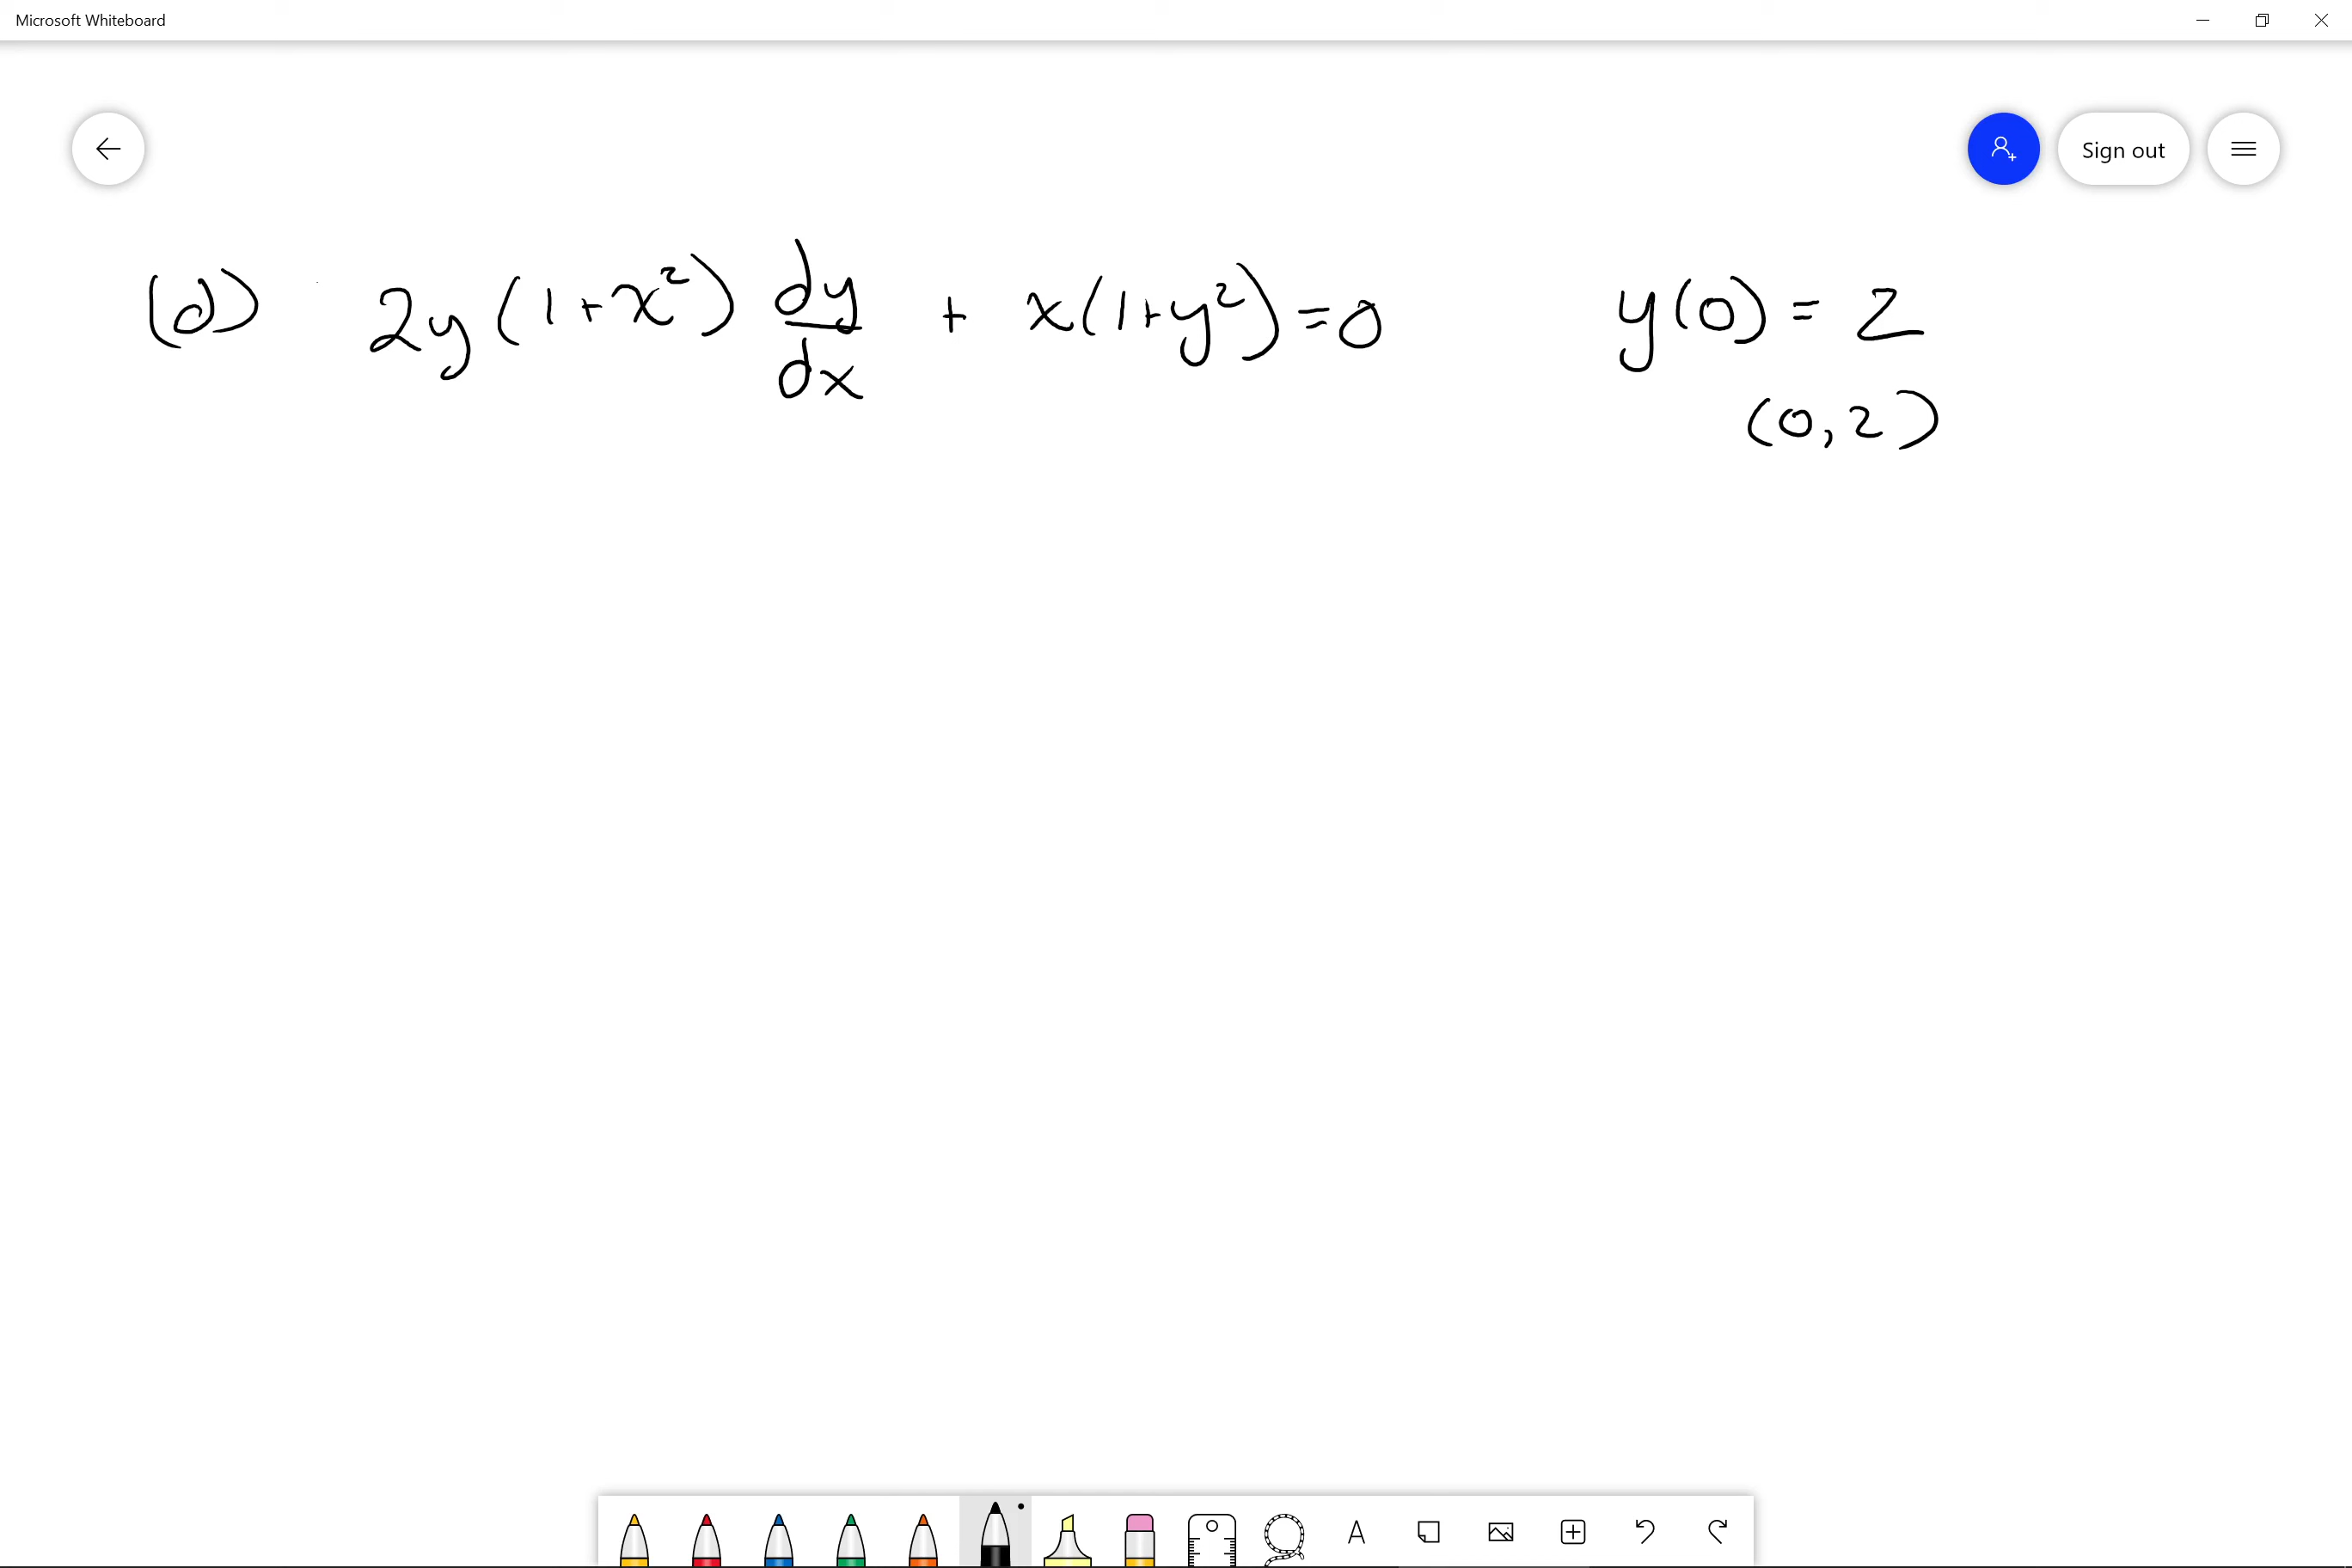 Microsoft Whiteboard
Sign out
(d) 2y(1+x²) dy/dx + x(1+y²)=0 y(0)=2
(0,2)
A